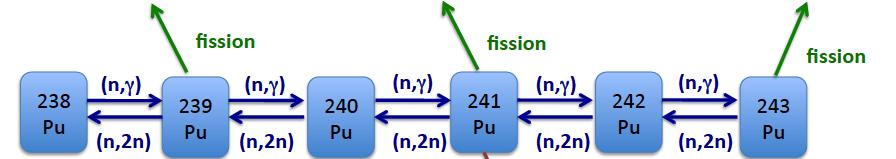 fission
fission
fission
(n,γ)
(n,γ)
(n,γ)
(n,γ)
(n,γ)
238
Pu
239
Pu
240
Pu
241
Pu
242
Pu
243
Pu
(n,2n)
(n,2n)
(n,2n)
(n,2n)
(n,2n)